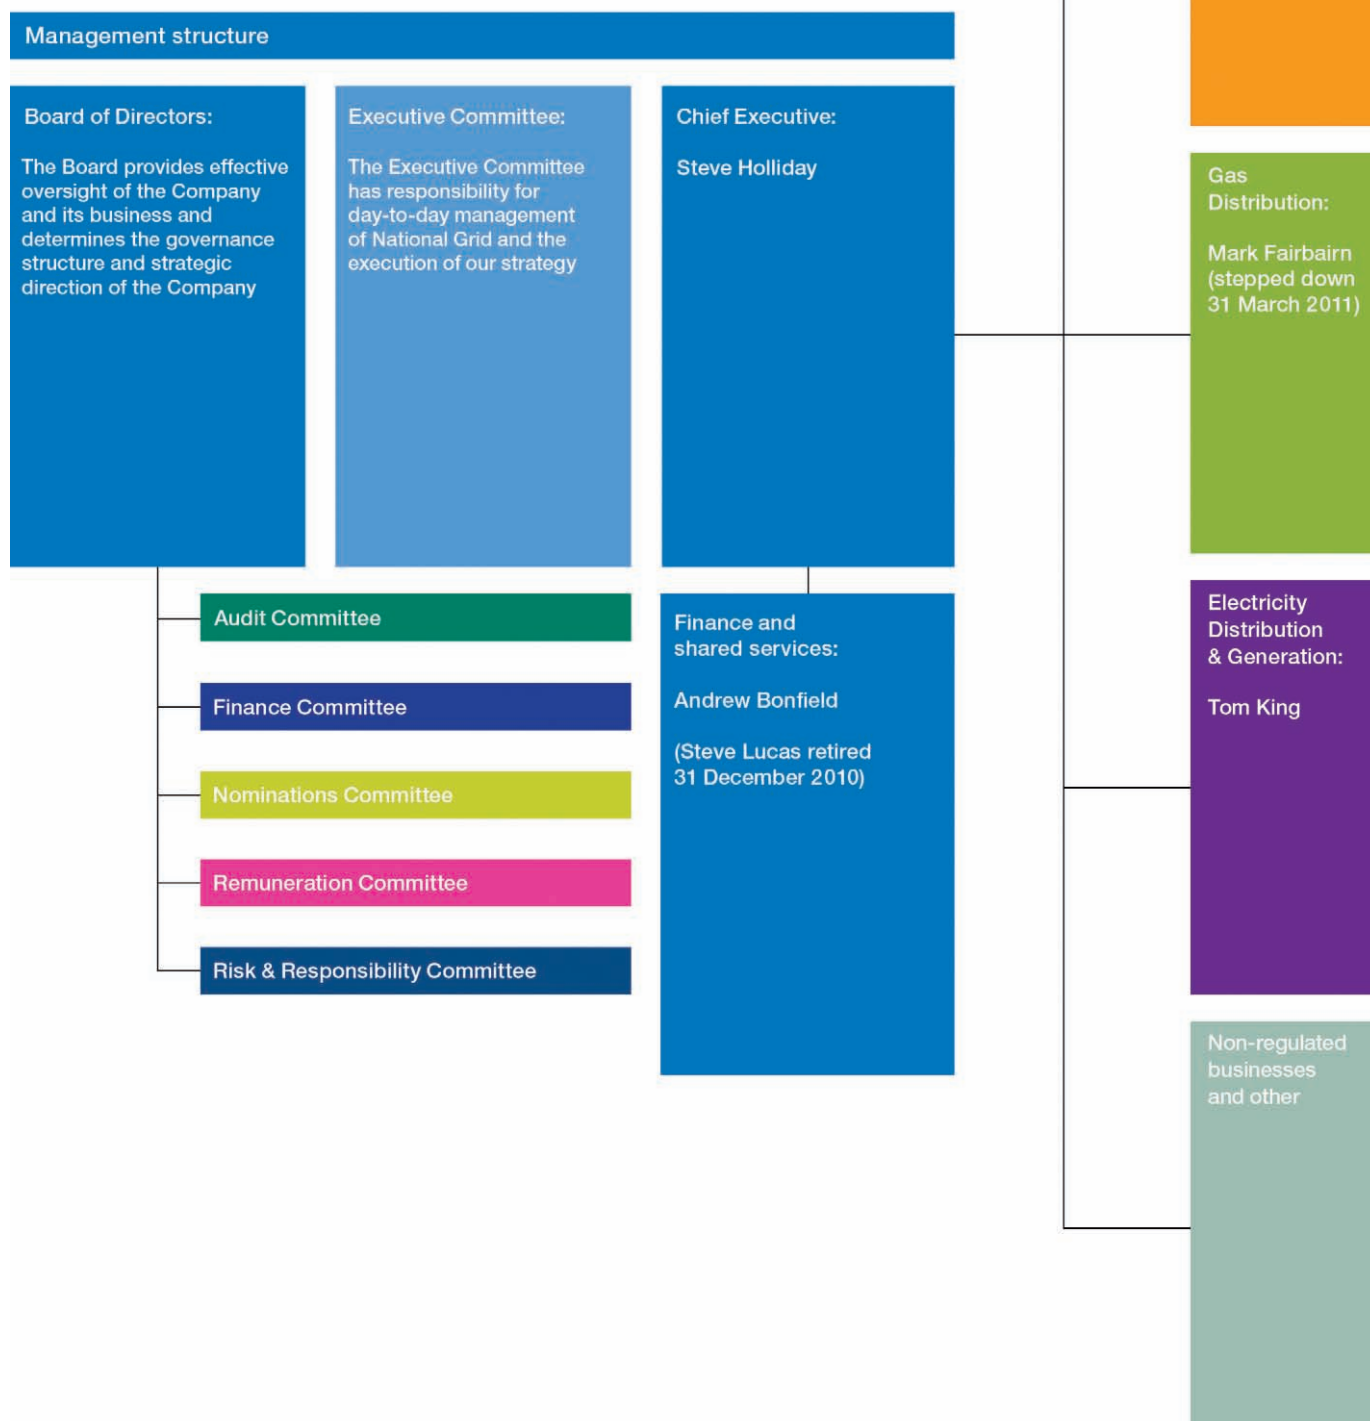 Management structure
Board of Directors:
The Board provides effective
oversight of the Company
and its business and
determines the governance
structure and strategic
direction of the Company
Executive Committee:
The Executive Committee
has responsibility for
day-to-day management
of National Grid and the
execution of our strategy
Chief Executive:
Steve Holliday
Audit Committee
Finance Committee
Nominations Committee
Remuneration Committee
Risk & Responsibility Committee
Finance and
shared services:
Andrew Bonfield
(Steve Lucas retired
31 December 2010)
Gas
Distribution:
Mark Fairbairn
(stepped down
31 March 2011)
Electricity
Distribution
& Generation:
Tom King
Non-regulated
businesses
and other